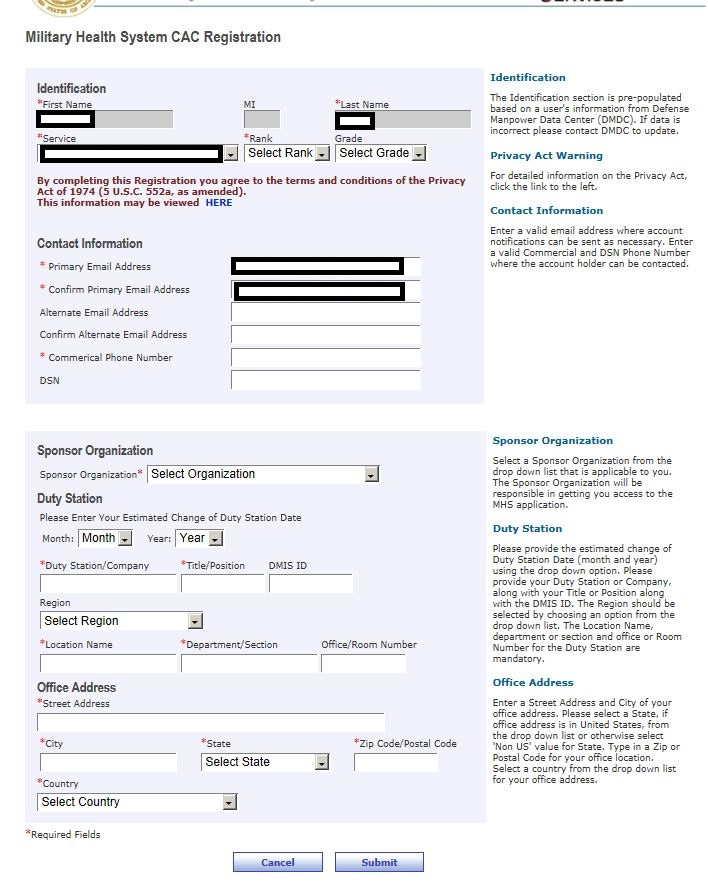 Military Health System CAC Registration
Identification
*First Name MI *Last Name
*Service *Rank Grade
Select Rank Select Grade
By completing this Registration you agree to the terms and conditions of the Privacy
Act of 1974 (5 U.S.C. 552a, as amended).
This information may be viewed HERE
Contact Information
* Primary Email Address
* Confirm Primary Email Address
Alternate Email Address
Confirm Alternate Email Address
* Commerical Phone Number
DSN
Identification
The Identification section is pre-populated
based on a user's information from Defense
Manpower Data Center (DMDC). If data is
incorrect please contact DMDC to update.
Privacy Act Warning
For detailed information on the Privacy Act,
click the link to the left.
Contact Information
Enter a valid email address where account
notifications can be sent as necessary. Enter
a valid Commercial and DSN Phone Number
where the account holder can be contacted.
Sponsor Organization
Sponsor Organization* Select Organization
Duty Station
Please Enter Your Estimated Change of Duty Station Date
Month: Month Year: Year
*Duty Station/Company *Title/Position DMIS ID
Region
Select Region
*Location Name *Department/Section Office/Room Number
Office Address
*Street Address
*City *State *Zip Code/Postal Code
Select State
*Country
Select Country
Sponsor Organization
Select a Sponsor Organization from the
drop down list that is applicable to you.
The Sponsor Organization will be
responsible in getting you access to the
MHS application.
Duty Station
Please provide the estimated change of
Duty Station Date (month and year)
using the drop down option. Please
provide your Duty Station or Company,
along with your Title or Position along
with the DMIS ID. The Region should be
selected by choosing an option from the
drop down list. The Location Name,
department or section and office or Room
Number for the Duty Station are
mandatory.
Office Address
Enter a Street Address and City of your
office address. Please select a State, if
office address is in United States, from
the drop down list or otherwise select
'Non US' value for State. Type in a Zip or
Postal Code for your office location.
Select a country from the drop down list
for your office address.
*Required Fields
Cancel Submit